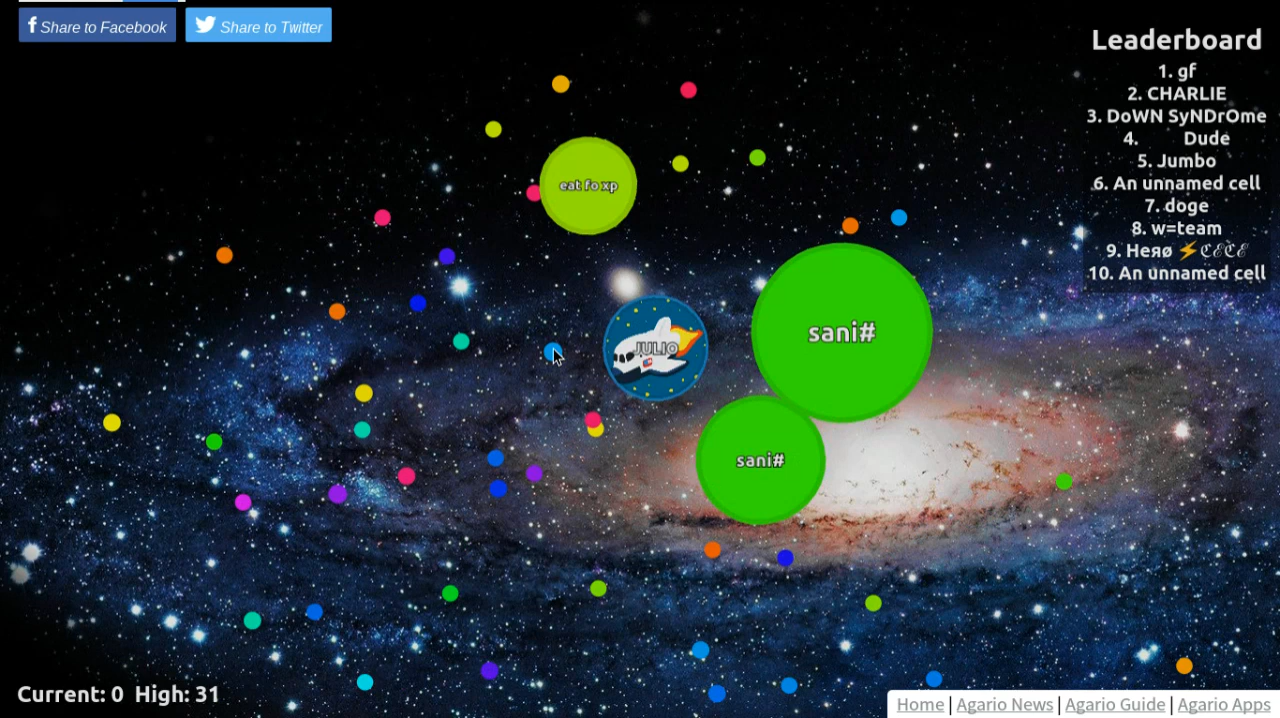 Share to Facebook
Share to Twitter
Leaderboard
1. gf
2. CHARLIE
3. DoWN SyNDrOme
4. Dude
5. Jumbo
6. An unnamed cell
7. doge
8. w=team
9. Heяø ⚡ℭℰℭℰ
10. An unnamed cell
eat fo xp
sani#
JULIO
sani#
Current: 0 High: 31
Home | Agario News | Agario Guide | Agario Apps